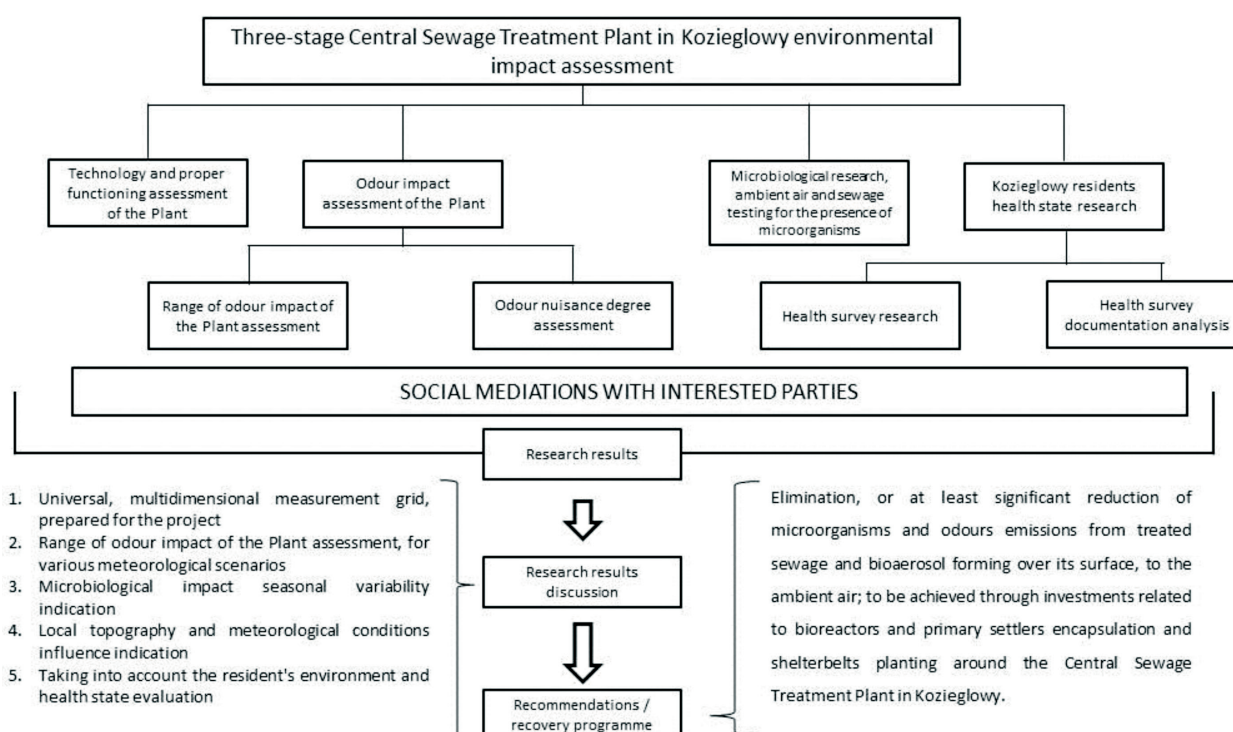 Three-stage Central Sewage Treatment Plant in Kozieglowy environmental
impact assessment
Technology and proper
functioning assessment
of the Plant
Odour impact
assessment of the Plant
Microbiological research,
ambient air and sewage
testing for the presence of
microorganisms
Kozieglowy residents
health state research
Range of odour impact of
the Plant assessment
Odour nuisance degree
assessment
Health survey research
Health survey
documentation analysis
SOCIAL MEDIATIONS WITH INTERESTED PARTIES
Research results
1. Universal, multidimensional measurement grid,
prepared for the project
2. Range of odour impact of the Plant assessment, for
various meteorological scenarios
3. Microbiological impact seasonal variability
indication
4. Local topography and meteorological conditions
influence indication
5. Taking into account the resident's environment and
health state evaluation
Research results
discussion
Recommendations /
recovery programme
Elimination, or at least significant reduction of
microorganisms and odours emissions from treated
sewage and bioaerosol forming over its surface, to the
ambient air; to be achieved through investments related
to bioreactors and primary settlers encapsulation and
shelterbelts planting around the Central Sewage
Treatment Plant in Kozieglowy.